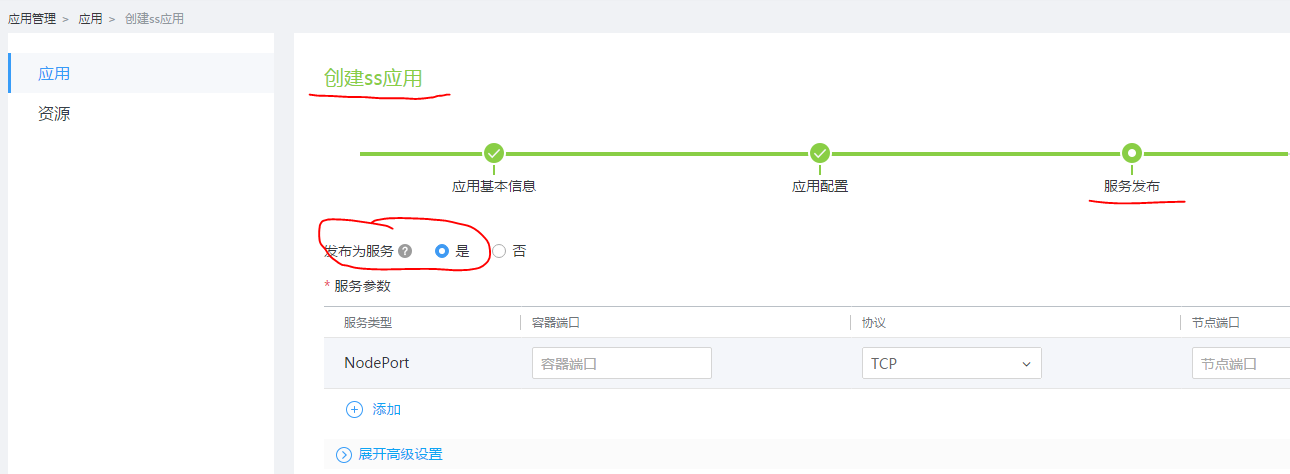 应用管理 > 应用 > 创建ss应用
应用
资源
创建ss应用
应用基本信息 应用配置 服务发布
发布为服务 ? 是 否
* 服务参数
服务类型 容器端口 协议 节点端口
NodePort 容器端口 TCP 节点端口
添加
展开高级设置